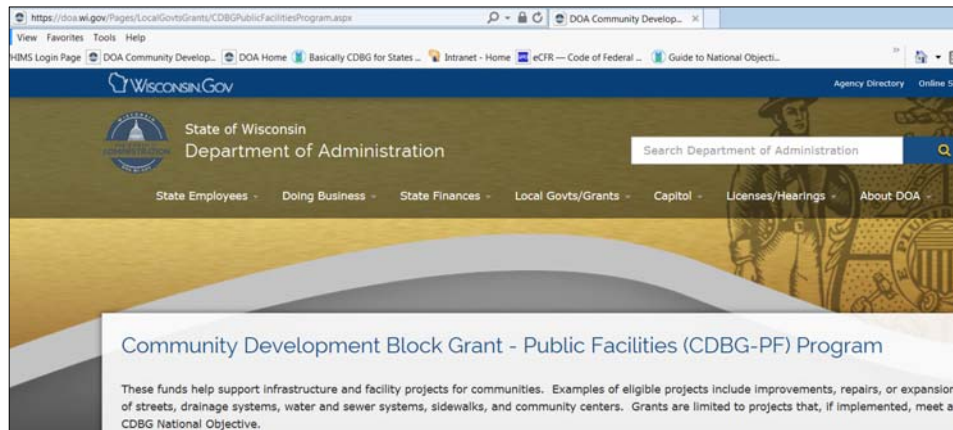 https://doa.wi.gov/Pages/LocalGovtsGrants/CDBGPublicFacilitiesProgram.aspx DOA Community Develop... ×
View Favorites Tools Help
HIMS Login Page DOA Community Develop... DOA Home Basically CDBG for States ... Intranet - Home eCFR — Code of Federal ... Guide to National Objecti...
WISCONSIN.GOV Agency Directory Online S
State of Wisconsin
Department of Administration
Search Department of Administration
State Employees Doing Business State Finances Local Govts/Grants Capitol Licenses/Hearings About DOA
Community Development Block Grant - Public Facilities (CDBG-PF) Program
These funds help support infrastructure and facility projects for communities. Examples of eligible projects include improvements, repairs, or expansion
of streets, drainage systems, water and sewer systems, sidewalks, and community centers. Grants are limited to projects that, if implemented, meet a
CDBG National Objective.